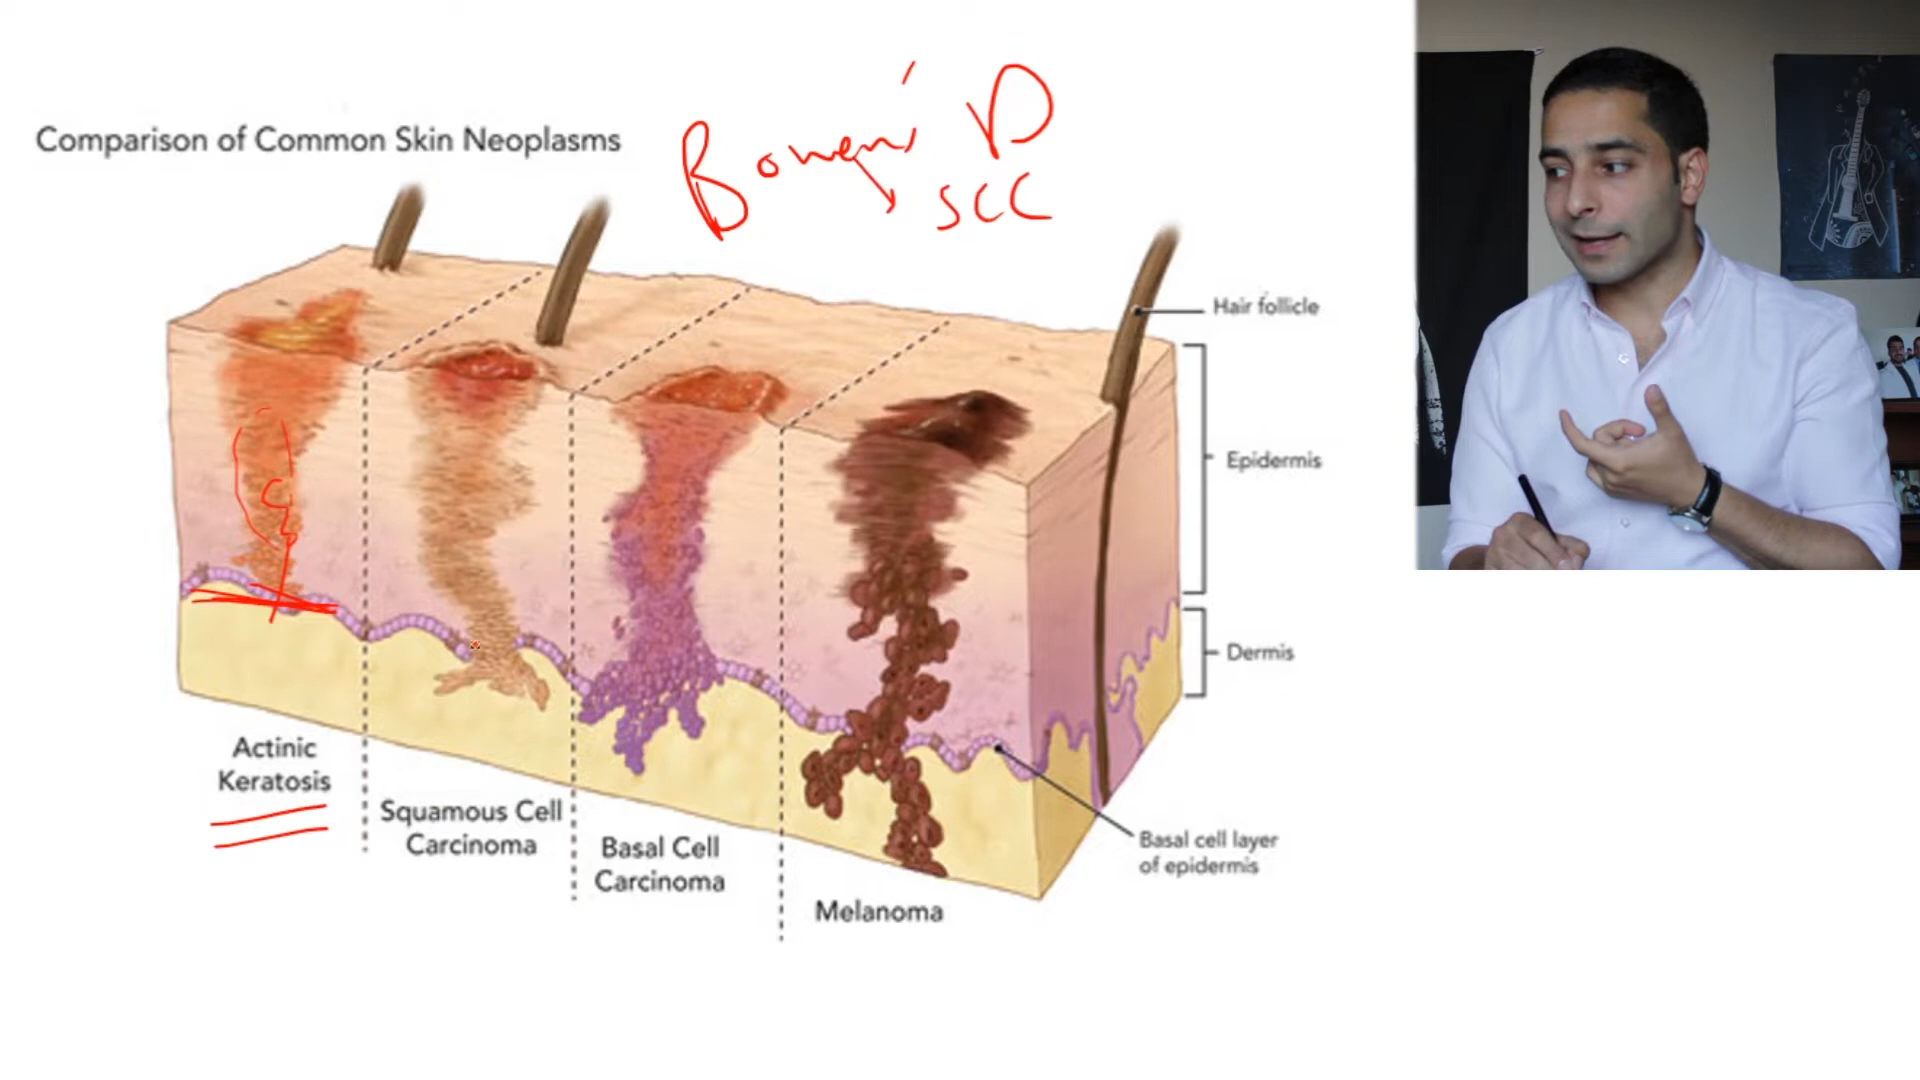 Comparison of Common Skin Neoplasms
Bowen's D
SCC
Hair follicle
Epidermis
Dermis
Basal cell layer
of epidermis
Actinic
Keratosis
Squamous Cell
Carcinoma
Basal Cell
Carcinoma
Melanoma